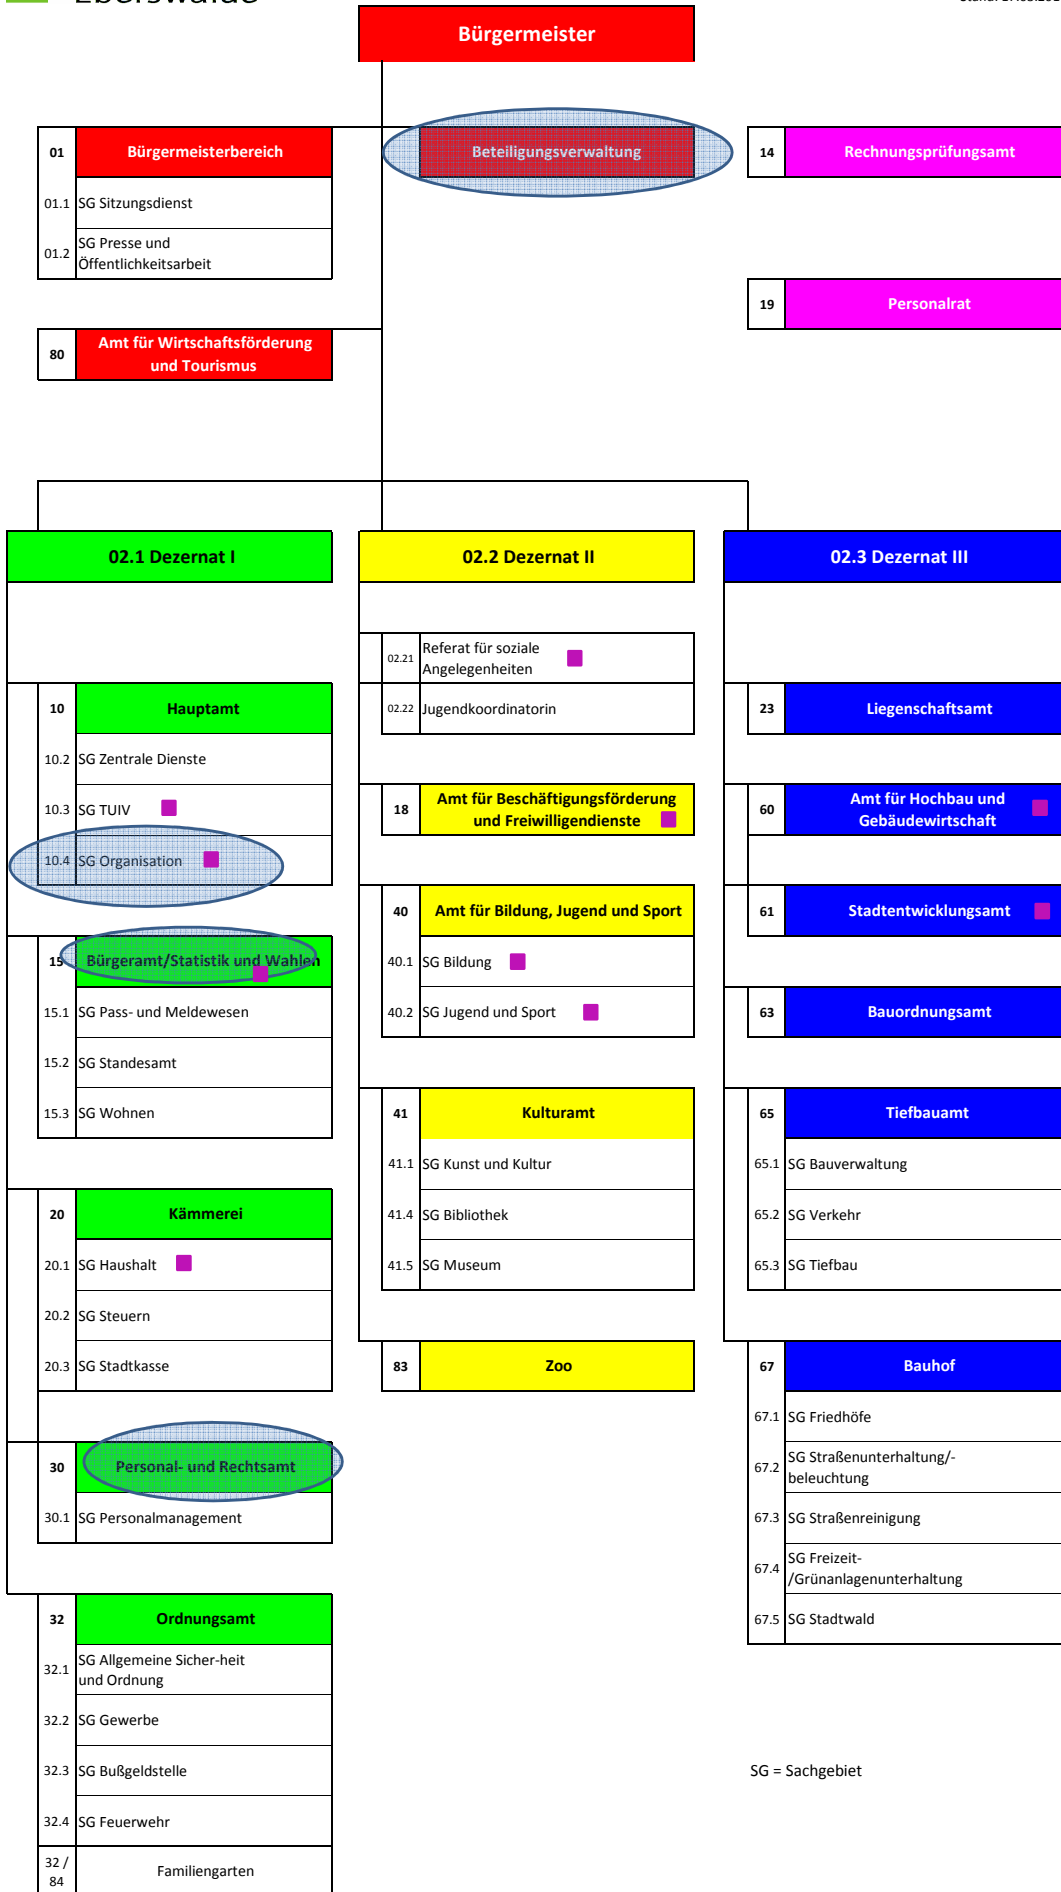 Eberswalde
Bürgermeister
01 Bürgermeisterbereich
Beteiligungsverwaltung
14 Rechnungsprüfungsamt
01.1 SG Sitzungsdienst
01.2 SG Presse und
Öffentlichkeitsarbeit
19 Personalrat
80 Amt für Wirtschaftsförderung
und Tourismus
02.1 Dezernat I
10 Hauptamt
10.2 SG Zentrale Dienste
10.3 SG TUIV
10.4 SG Organisation
15 Bürgeramt/Statistik und Wahlen
15.1 SG Pass- und Meldewesen
15.2 SG Standesamt
15.3 SG Wohnen
20 Kämmerei
20.1 SG Haushalt
20.2 SG Steuern
20.3 SG Stadtkasse
30 Personal- und Rechtsamt
30.1 SG Personalmanagement
32 Ordnungsamt
32.1 SG Allgemeine Sicher-heit
und Ordnung
32.2 SG Gewerbe
32.3 SG Bußgeldstelle
32.4 SG Feuerwehr
32 /
84
Familiengarten
02.2 Dezernat II
02.21 Referat für soziale
Angelegenheiten
02.22 Jugendkoordinatorin
18 Amt für Beschäftigungsförderung
und Freiwilligendienste
40 Amt für Bildung, Jugend und Sport
40.1 SG Bildung
40.2 SG Jugend und Sport
41 Kulturamt
41.1 SG Kunst und Kultur
41.4 SG Bibliothek
41.5 SG Museum
83 Zoo
02.3 Dezernat III
23 Liegenschaftsamt
60 Amt für Hochbau und
Gebäudewirtschaft
61 Stadtentwicklungsamt
63 Bauordnungsamt
65 Tiefbauamt
65.1 SG Bauverwaltung
65.2 SG Verkehr
65.3 SG Tiefbau
67 Bauhof
67.1 SG Friedhöfe
67.2 SG Straßenunterhaltung/-
beleuchtung
67.3 SG Straßenreinigung
67.4 SG Freizeit-
/Grünanlagenunterhaltung
67.5 SG Stadtwald
SG = Sachgebiet